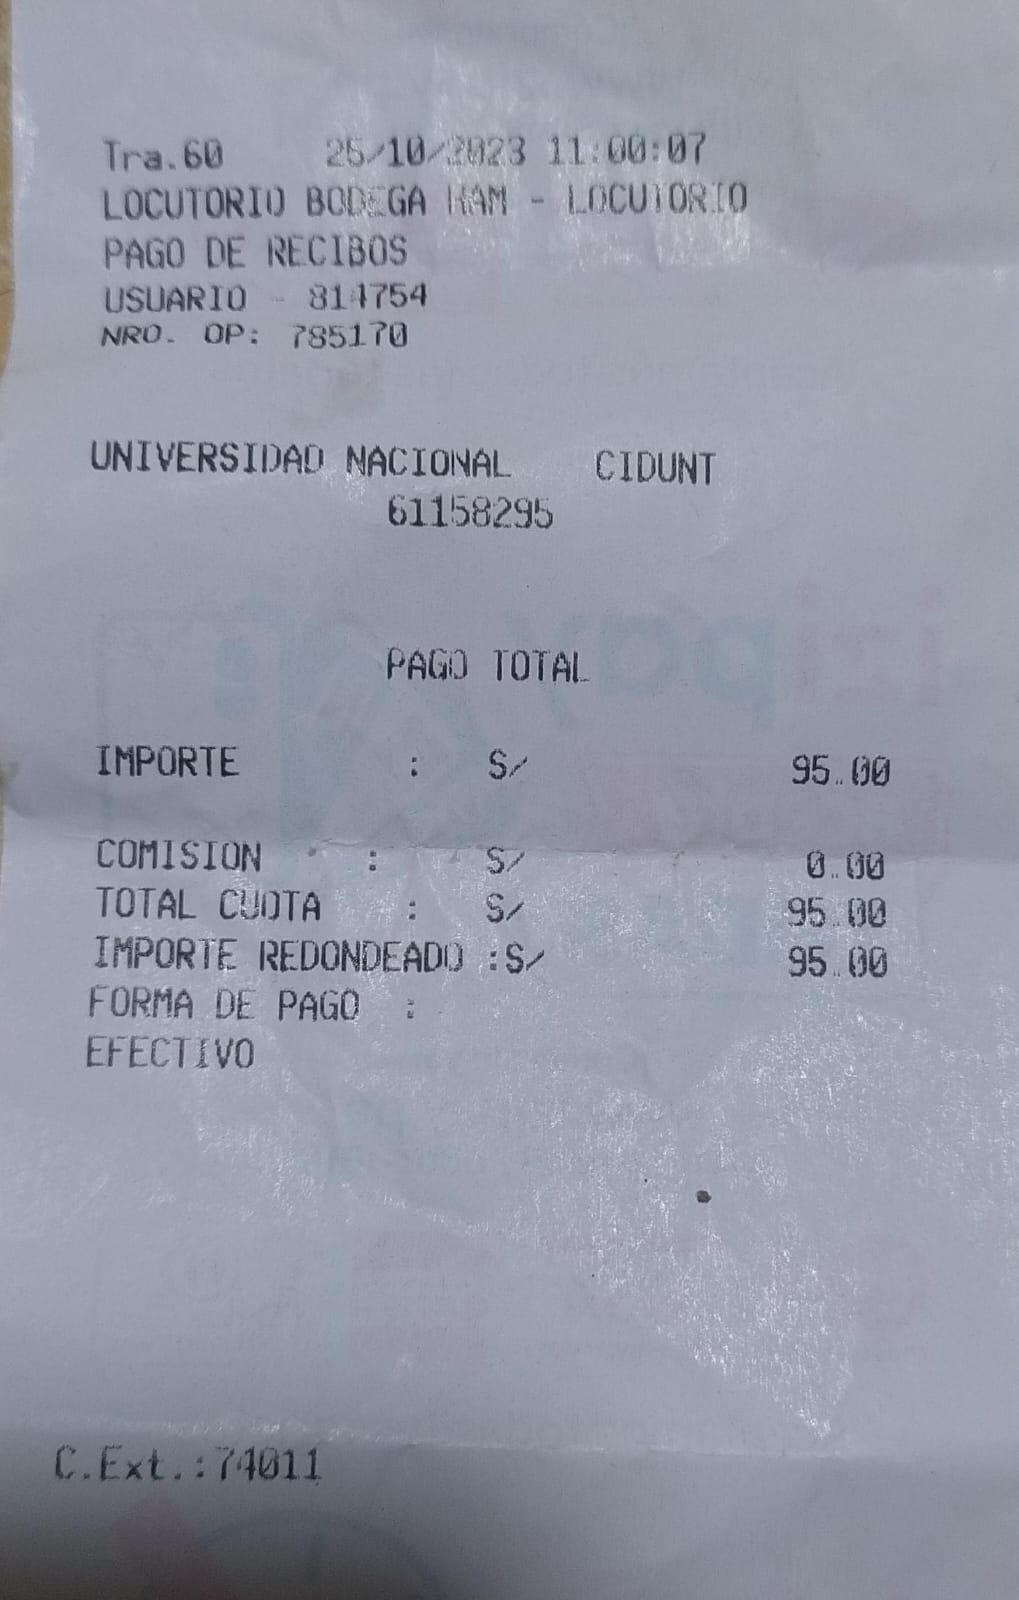 Tra.60 25/10/2023 11:00:07
LOCUTORIO BODEGA HAM - LOCUTORIO
PAGO DE RECIBOS
USUARIO - 814754
NRO. OP: 785170
UNIVERSIDAD NACIONAL CIDUNT
61158295
PAGO TOTAL
IMPORTE : S/ 95.00
COMISION : S/ 0.00
TOTAL CUOTA : S/ 95.00
IMPORTE REDONDEADO :S/ 95.00
FORMA DE PAGO :
EFECTIVO
C.Ext.:74011